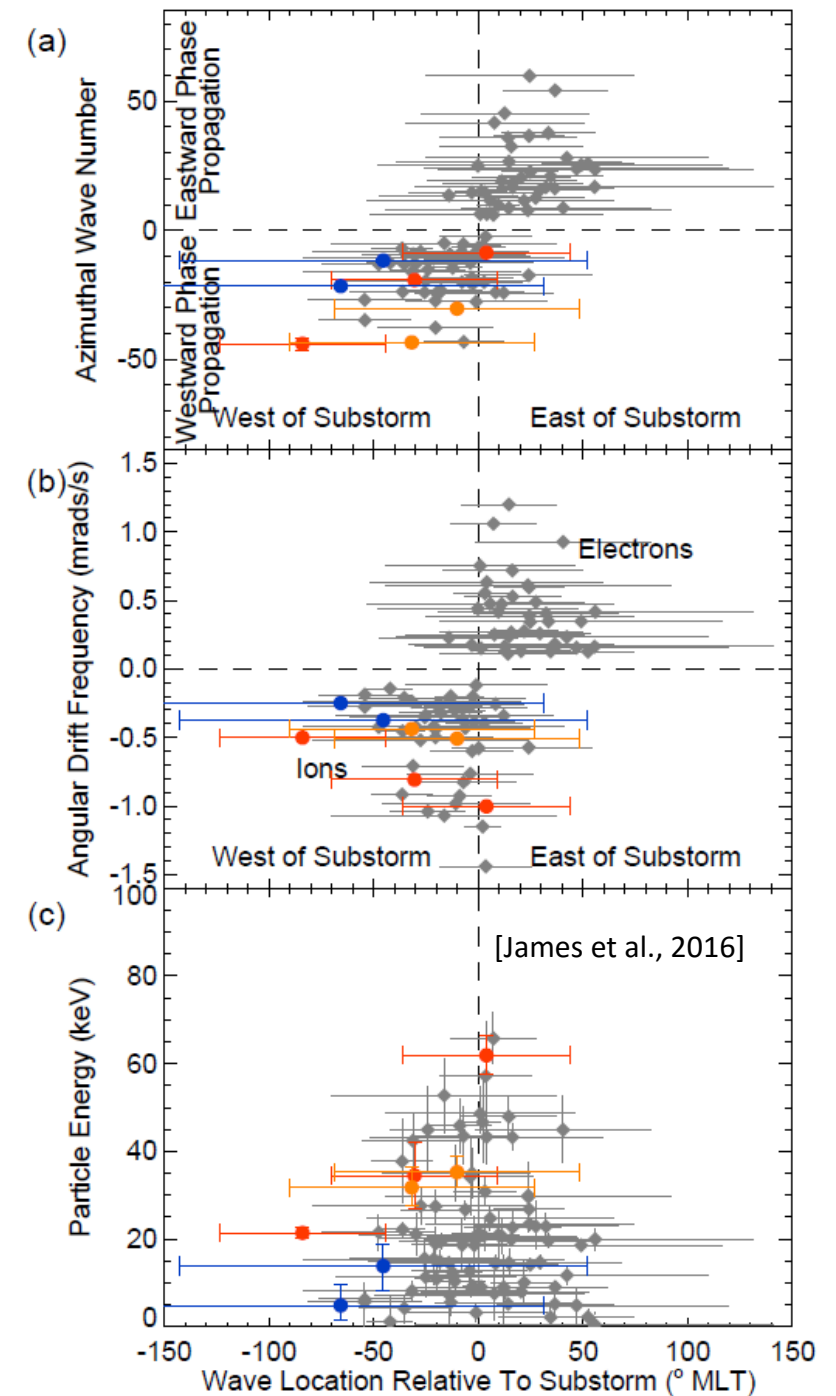 (a)
Azimuthal Wave Number
Eastward Phase
Propagation
Westward Phase
Propagation
50
0
-50
West of Substorm
East of Substorm
(b)
Angular Drift Frequency (mrads/s)
1.5
1.0
0.5
0.0
-0.5
-1.0
-1.5
Electrons
Ions
West of Substorm
East of Substorm
(c)
Particle Energy (keV)
100
80
60
40
20
0
[James et al., 2016]
-150 -100 -50 0 50 100 150
Wave Location Relative To Substorm (° MLT)